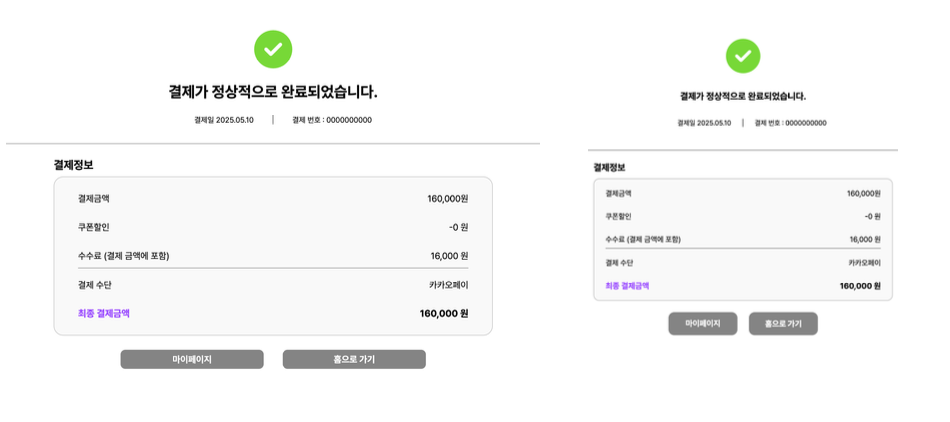 결제가 정상적으로 완료되었습니다.
결제일 2025.05.10 | 결제 번호 : 0000000000
결제정보
결제금액 160,000원
쿠폰할인 -0 원
수수료 (결제 금액에 포함) 16,000 원
결제 수단 카카오페이
최종 결제금액 160,000 원
마이페이지 홈으로 가기
결제가 정상적으로 완료되었습니다.
결제일 2025.05.10 | 결제 번호 : 0000000000
결제정보
결제금액 160,000원
쿠폰할인 -0 원
수수료 (결제 금액에 포함) 16,000 원
결제 수단 카카오페이
최종 결제금액 160,000 원
마이페이지 홈으로 가기